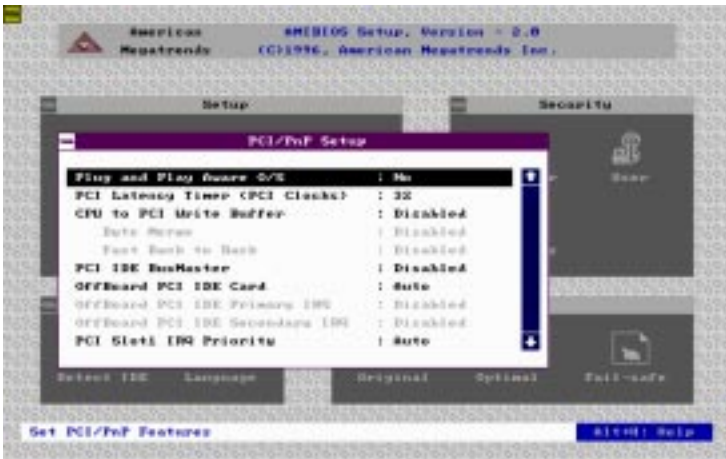 American
Megatrends
AMIBIOS Setup, Version - 2.0
(C)1996, American Megatrends Inc.
Setup
Security
PCI/PnP Setup
Plug and Play Aware O/S : No
PCI Latency Timer (PCI Clocks) : 32
CPU to PCI Write Buffer : Disabled
Byte Merge : Disabled
Fast Back to Back : Disabled
PCI IDE BusMaster : Disabled
OffBoard PCI IDE Card : Auto
OffBoard PCI IDE Primary IRQ : Disabled
OffBoard PCI IDE Secondary IRQ : Disabled
PCI Slot1 IRQ Priority : Auto
User
Detect IDE
Language
Original
Optimal
Fail-safe
Set PCI/PnP Features
Alt+H: Help